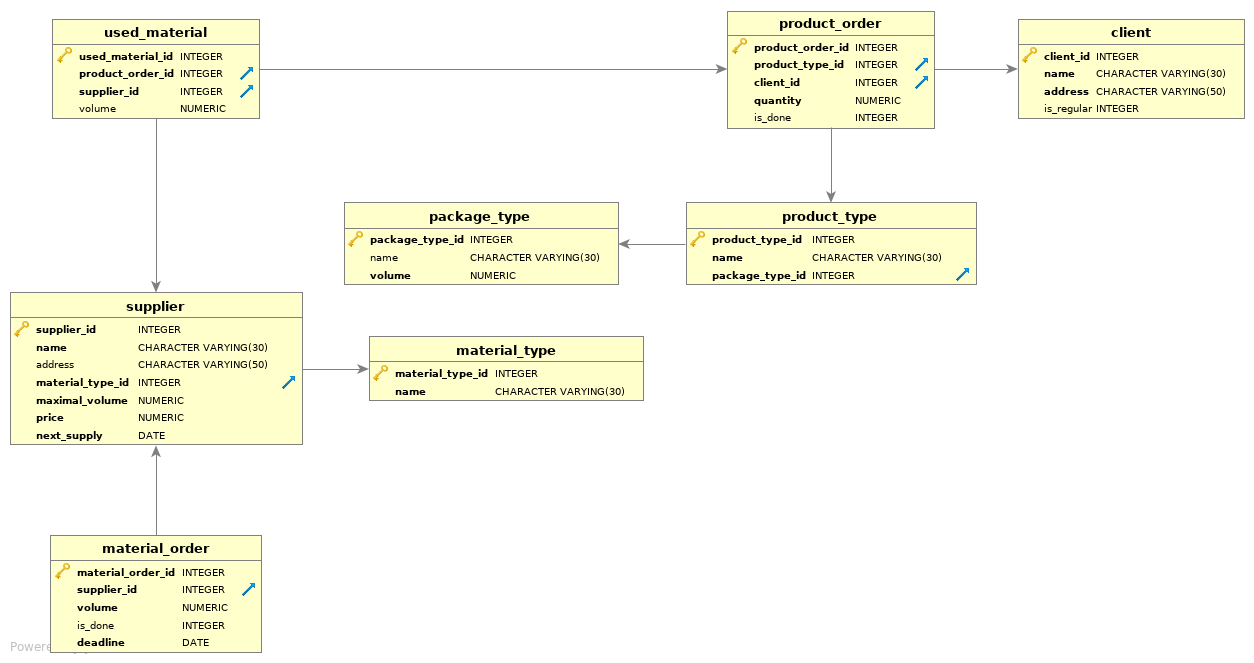 used_material
used_material_id INTEGER
product_order_id INTEGER
supplier_id INTEGER
volume NUMERIC
product_order
product_order_id INTEGER
product_type_id INTEGER
client_id INTEGER
quantity NUMERIC
is_done INTEGER
client
client_id INTEGER
name CHARACTER VARYING(30)
address CHARACTER VARYING(50)
is_regular INTEGER
package_type
package_type_id INTEGER
name CHARACTER VARYING(30)
volume NUMERIC
product_type
product_type_id INTEGER
name CHARACTER VARYING(30)
package_type_id INTEGER
supplier
supplier_id INTEGER
name CHARACTER VARYING(30)
address CHARACTER VARYING(50)
material_type_id INTEGER
maximal_volume NUMERIC
price NUMERIC
next_supply DATE
material_type
material_type_id INTEGER
name CHARACTER VARYING(30)
material_order
material_order_id INTEGER
supplier_id INTEGER
volume NUMERIC
is_done INTEGER
deadline DATE